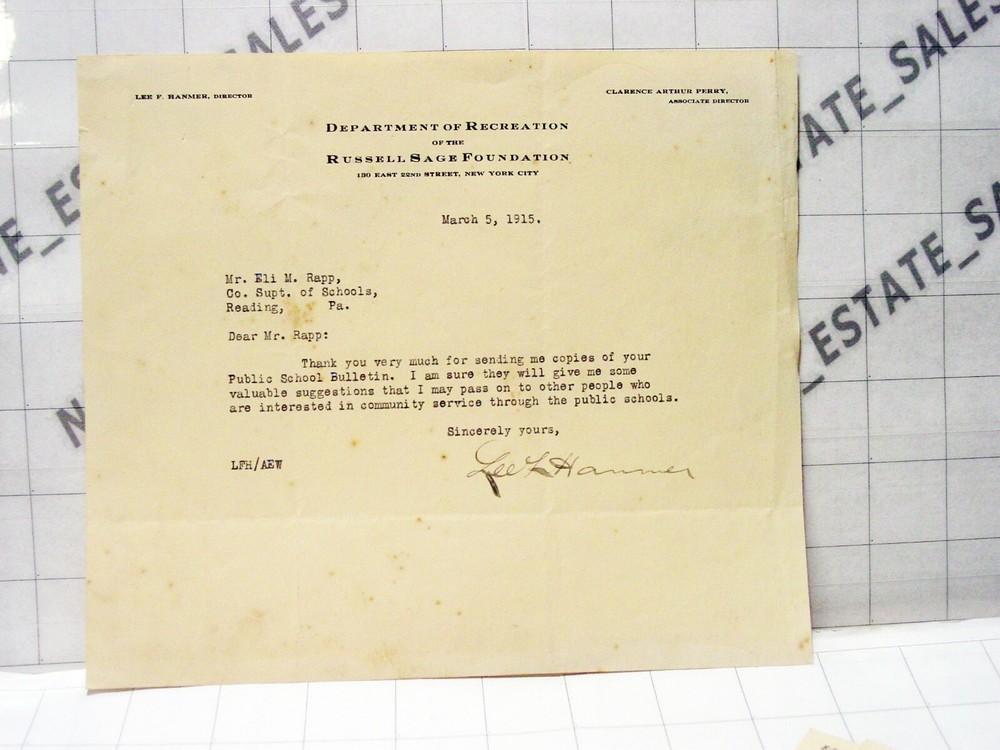 LEE F. HANMER, DIRECTOR
CLARENCE ARTHUR PERRY,
ASSOCIATE DIRECTOR
DEPARTMENT OF RECREATION
OF THE
RUSSELL SAGE FOUNDATION
130 EAST 22ND STREET, NEW YORK CITY
March 5, 1915.
Mr. Eli M. Rapp,
Co. Supt. of Schools,
Reading, Pa.
Dear Mr. Rapp:
Thank you very much for sending me copies of your
Public School Bulletin. I am sure they will give me some
valuable suggestions that I may pass on to other people who
are interested in community service through the public schools.
Sincerely yours,
LFH/AEW
Lee F Hanmer
ESTATE_SALES